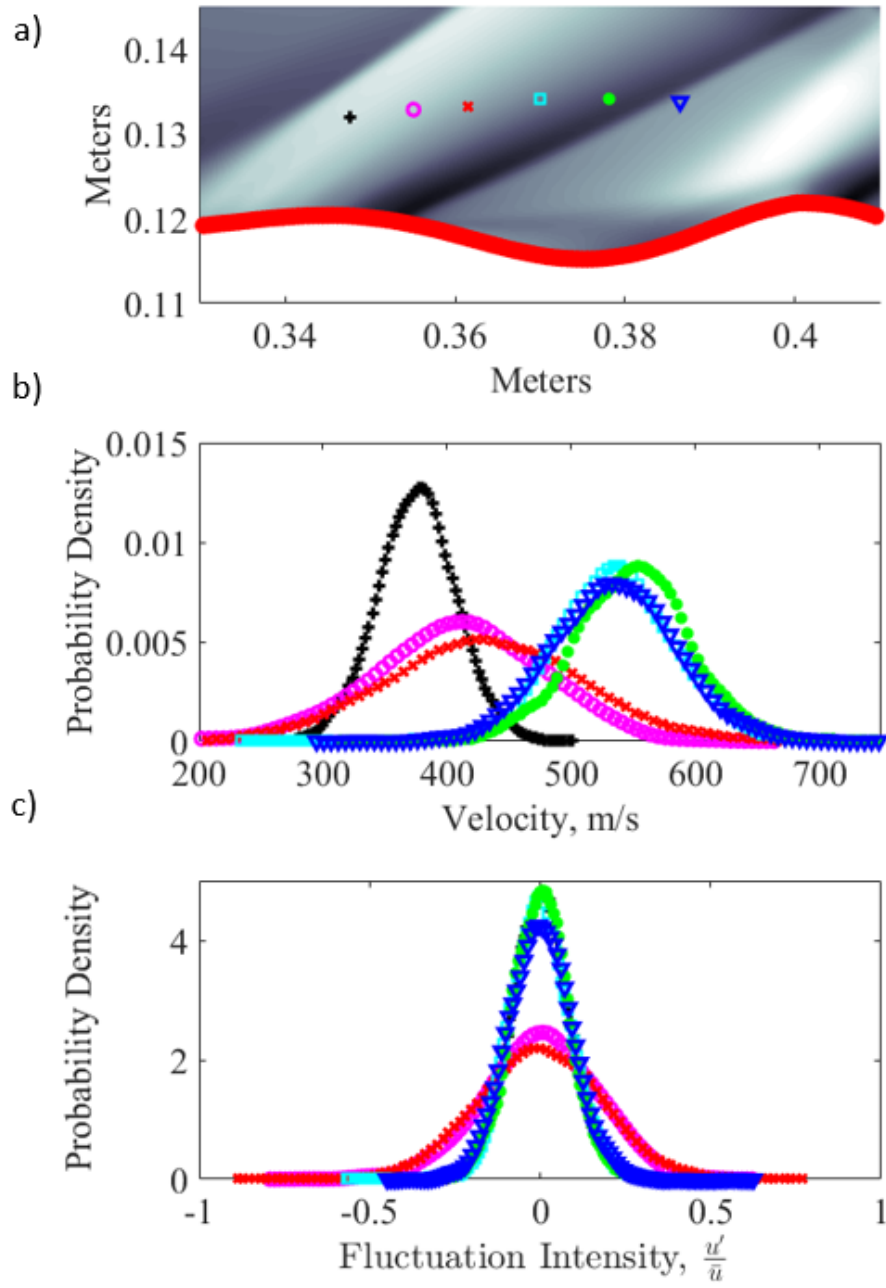 a)
0.14
0.13
0.12
0.11
Meters
0.34
0.36
0.38
0.4
Meters
b)
0.015
0.01
0.005
0
Probability Density
200
300
400
500
600
700
Velocity, m/s
c)
4
2
0
Probability Density
-1
-0.5
0
0.5
1
Fluctuation Intensity, u'/ū